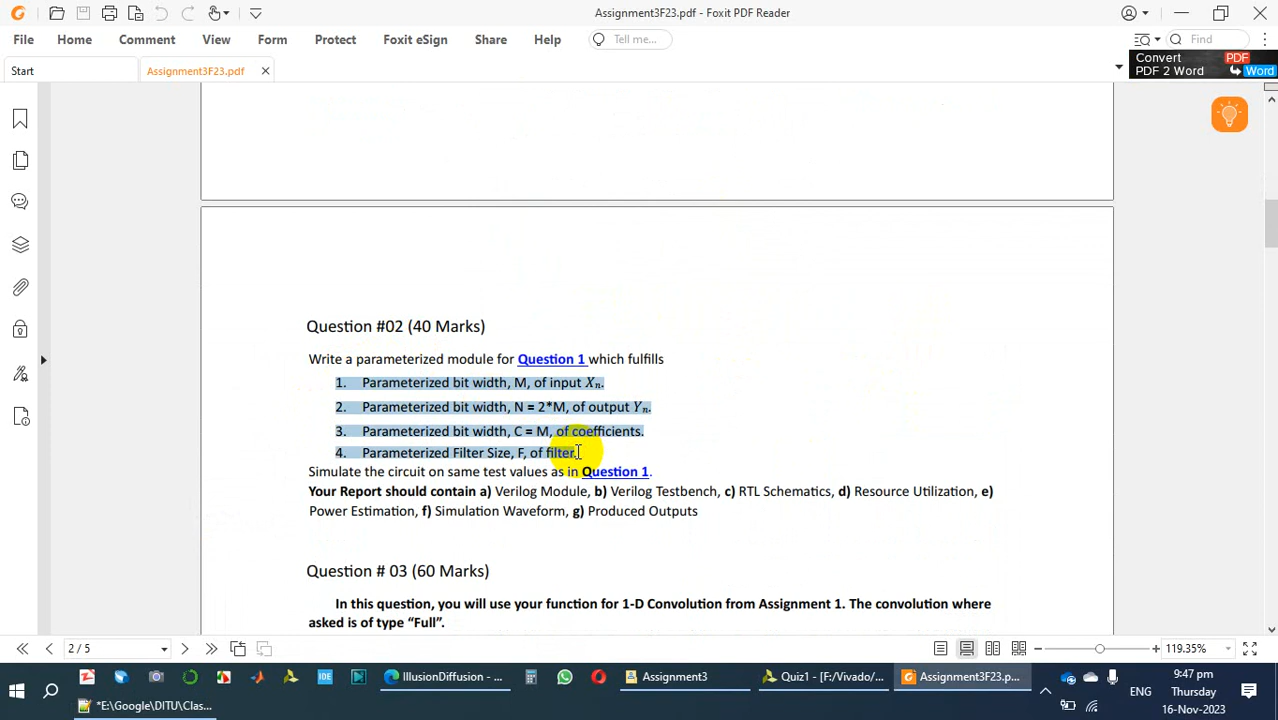 Assignment3F23.pdf - Foxit PDF Reader
File Home Comment View Form Protect Foxit eSign Share Help Tell me... Find
Start Assignment3F23.pdf
Convert PDF
PDF 2 Word Word
Question #02 (40 Marks)
Write a parameterized module for Question 1 which fulfills
1. Parameterized bit width, M, of input Xₙ.
2. Parameterized bit width, N = 2*M, of output Yₙ.
3. Parameterized bit width, C = M, of coefficients.
4. Parameterized Filter Size, F, of filter.
Simulate the circuit on same test values as in Question 1.
Your Report should contain a) Verilog Module, b) Verilog Testbench, c) RTL Schematics, d) Resource Utilization, e)
Power Estimation, f) Simulation Waveform, g) Produced Outputs
Question # 03 (60 Marks)
In this question, you will use your function for 1-D Convolution from Assignment 1. The convolution where
asked is of type “Full”.
2 / 5 119.35%
IDE IllusionDiffusion - ... Assignment3 Quiz1 - [F:/Vivado/... Assignment3F23.p...
*E:\Google\DITU\Clas...
ENG
9:47 pm
Thursday
16-Nov-2023